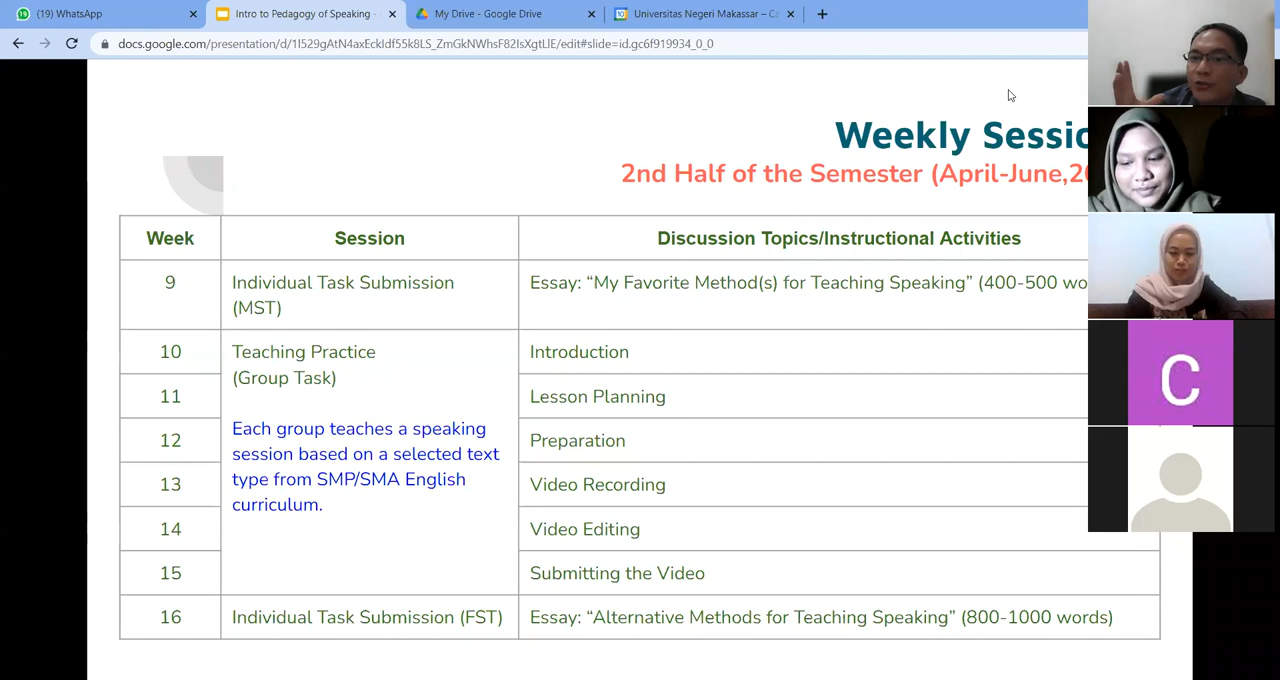 (19) WhatsApp
Intro to Pedagogy of Speaking -
My Drive - Google Drive
Universitas Negeri Makassar – Ca
docs.google.com/presentation/d/1I529gAtN4axEckIdf55k8LS_ZmGkNWhsF82IsXgtLlE/edit#slide=id.gc6f919934_0_0
Weekly Sessio
2nd Half of the Semester (April-June,20
Week
Session
Discussion Topics/Instructional Activities
9
Individual Task Submission
(MST)
Essay: “My Favorite Method(s) for Teaching Speaking” (400-500 wo
10
Teaching Practice
(Group Task)
Introduction
11
Lesson Planning
Each group teaches a speaking
session based on a selected text
type from SMP/SMA English
curriculum.
12
Preparation
13
Video Recording
14
Video Editing
15
Submitting the Video
16
Individual Task Submission (FST)
Essay: “Alternative Methods for Teaching Speaking” (800-1000 words)
C